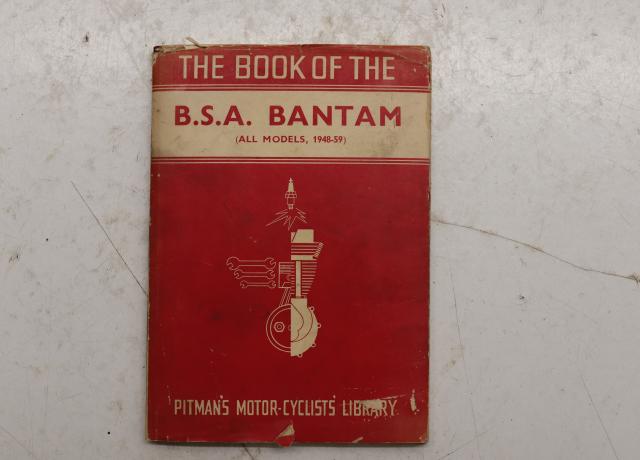 THE BOOK OF THE
B.S.A. BANTAM
(ALL MODELS, 1948-59)
PITMAN'S MOTOR-CYCLISTS LIBRARY